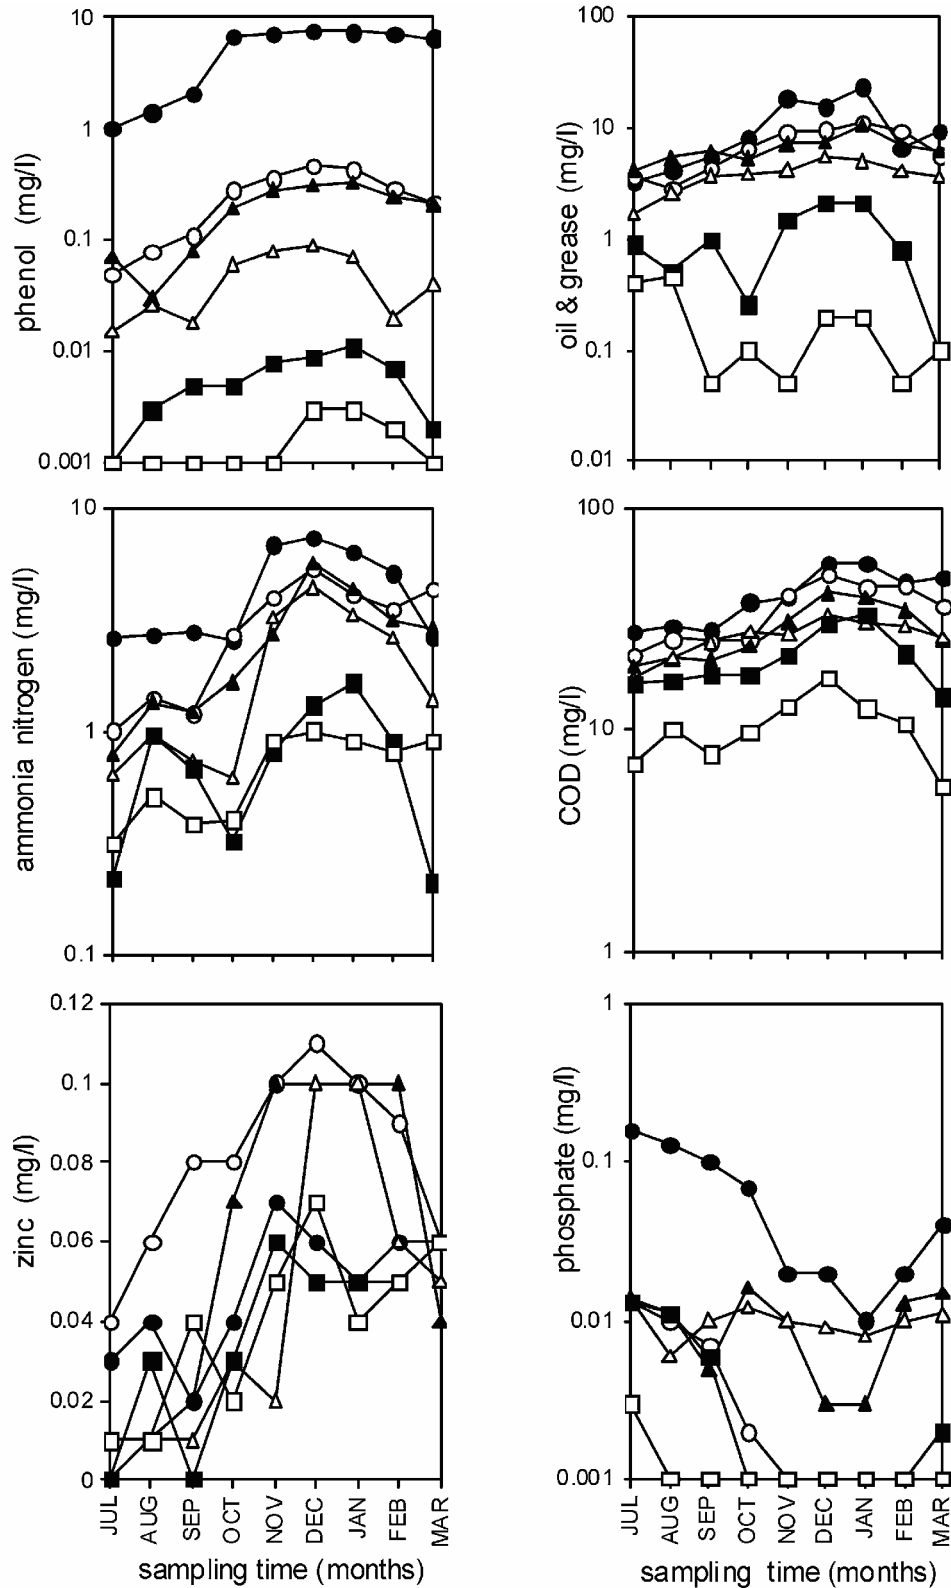 10
1
0.1
0.01
0.001
phenol (mg/l)
100
10
1
0.1
0.01
oil & grease (mg/l)
10
1
0.1
ammonia nitrogen (mg/l)
100
10
1
COD (mg/l)
0.12
0.1
0.08
0.06
0.04
0.02
0
zinc (mg/l)
JUL
AUG
SEP
OCT
NOV
DEC
JAN
FEB
MAR
sampling time (months)
1
0.1
0.01
0.001
phosphate (mg/l)
JUL
AUG
SEP
OCT
NOV
DEC
JAN
FEB
MAR
sampling time (months)